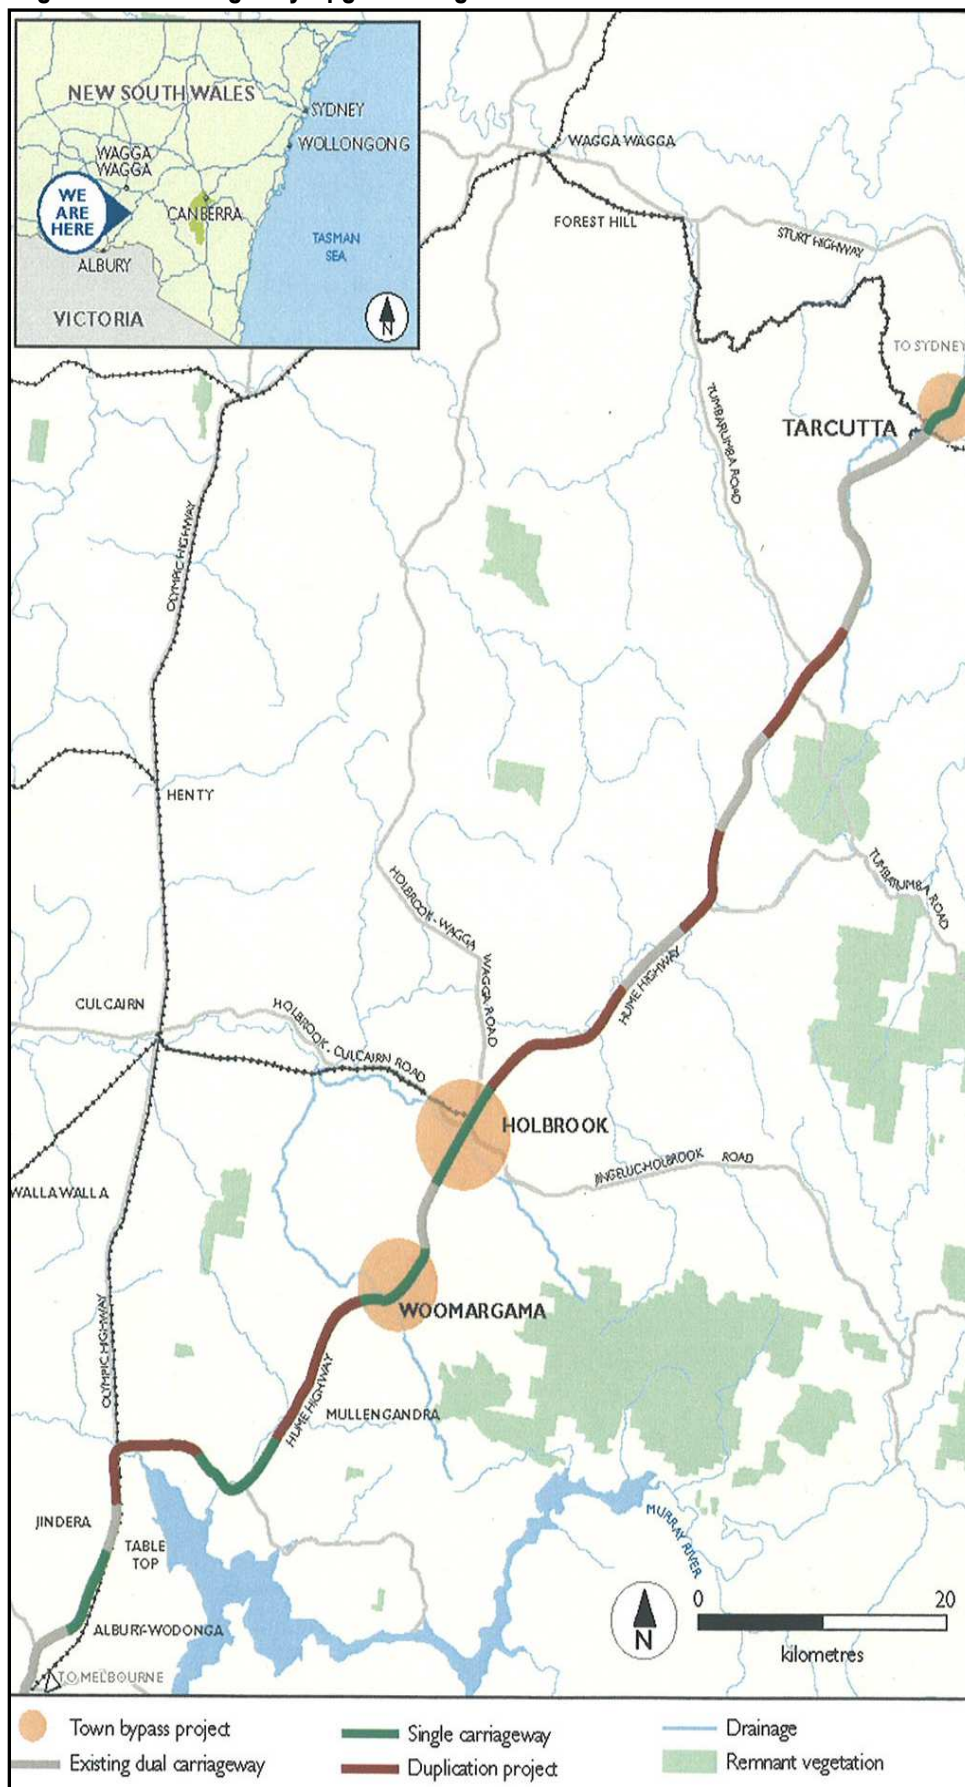 NEW SOUTH WALES
SYDNEY
WOLLONGONG
WAGGA
WAGGA
WE
ARE
HERE
CANBERRA
TASMAN
SEA
ALBURY
VICTORIA
N
WAGGA WAGGA
FOREST HILL
STURT HIGHWAY
TO SYDNEY
TARCUTTA
TUMBARUMBA ROAD
OLYMPIC HIGHWAY
HENTY
HOLBROOK - WAGGA
WAGGA ROAD
TUMBARUMBA ROAD
HUME HIGHWAY
CULCAIRN
HOLBROOK - CULCAIRN ROAD
HOLBROOK
JINGELUC-HOLBROOK ROAD
WALLA WALLA
WOOMARGAMA
OLYMPIC HIGHWAY
HUME HIGHWAY
MULLENGANDRA
JINDERA
TABLE
TOP
MURRAY RIVER
ALBURY-WODONGA
TO MELBOURNE
N
0 20
kilometres
Town bypass project
Single carriageway
Drainage
Existing dual carriageway
Duplication project
Remnant vegetation